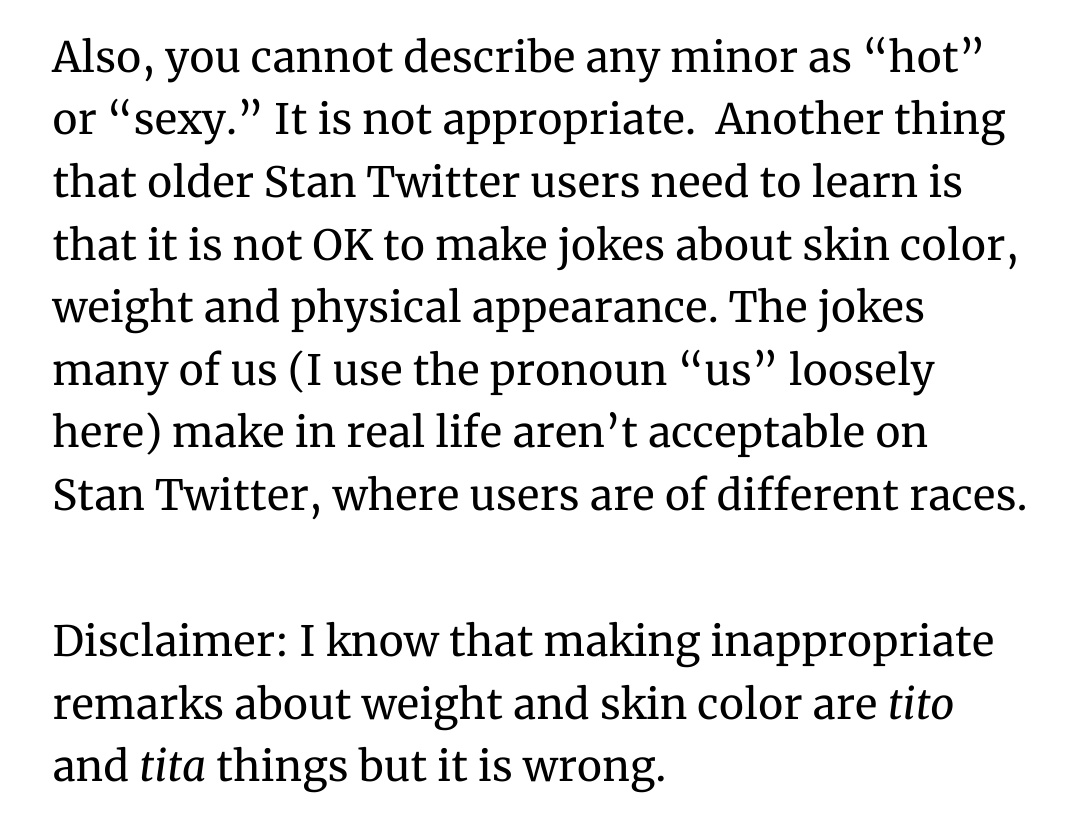 Also, you cannot describe any minor as “hot”
or “sexy.” It is not appropriate.  Another thing
that older Stan Twitter users need to learn is
that it is not OK to make jokes about skin color,
weight and physical appearance. The jokes
many of us (I use the pronoun “us” loosely
here) make in real life aren’t acceptable on
Stan Twitter, where users are of different races.
Disclaimer: I know that making inappropriate
remarks about weight and skin color are tito
and tita things but it is wrong.